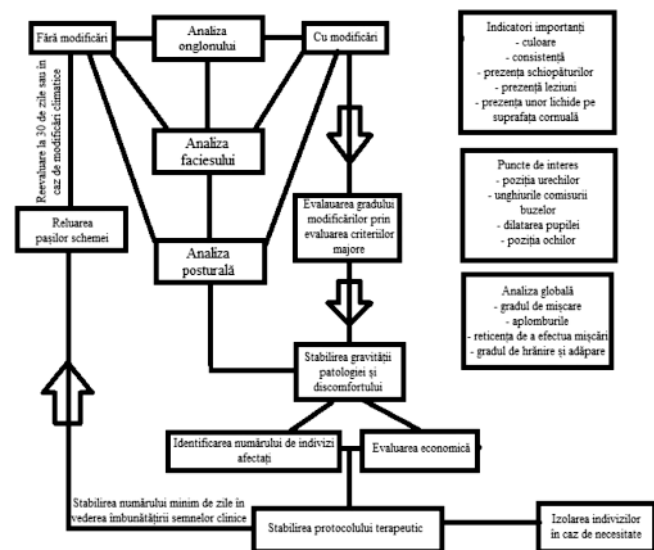 Fără modificări
Analiza
onglonului
Cu modificări
Analiza
faciesului
Analiza
posturală
Reevaluare la 30 de zile sau în
caz de modificări climatice
Reluarea
pașilor schemei
Evalauarea gradului
modificărilor prin
evaluarea criteriilor
majore
Stabilirea gravității
patologiei și
discomfortului
Identificarea numărului de indivizi
afectați
Evaluarea economică
Stabilirea numărului minim de zile în
vederea îmbunătățirii semnelor clinice
Stabilirea protocolului terapeutic
Izolarea indivizilor
în caz de necesitate
Indicatori importanți
- culoare
- consistență
- prezența schiopăturilor
- prezență leziuni
- prezența unor lichide pe
suprafața cornuală
Puncte de interes
- poziția urechilor
- unghiurile comisurii
buzelor
- dilatarea pupilei
- poziția ochilor
Analiza globală
- gradul de mișcare
- aplomburile
- reticența de a efectua mișcări
- gradul de hrănire și adăpare